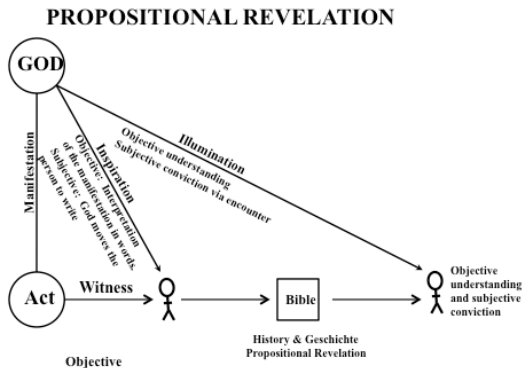 PROPOSITIONAL REVELATION
GOD
Manifestation
Inspiration
Objective: Interpretation
of the manifestation in words.
Subjective: God moves the
person to write
Illumination
Objective understanding
Subjective conviction via encounter
Act
Witness
Bible
Objective
understanding
and subjective
conviction
History & Geschichte
Propositional Revelation
Objective